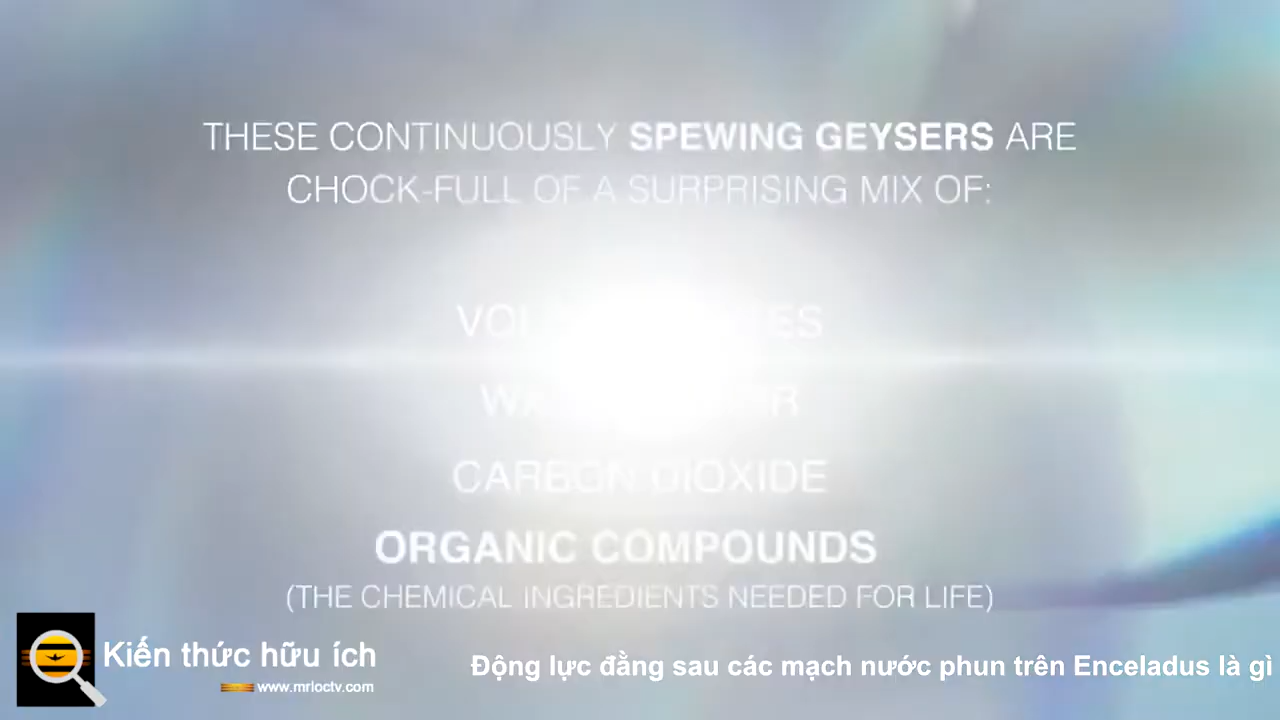 THESE CONTINUOUSLY SPEWING GEYSERS ARE
CHOCK-FULL OF A SURPRISING MIX OF:
CARBON DIOXIDE
ORGANIC COMPOUNDS
(THE CHEMICAL INGREDIENTS NEEDED FOR LIFE)
Kiến thức hữu ích
www.mrloctv.com
Động lực đằng sau các mạch nước phun trên Enceladus là gì